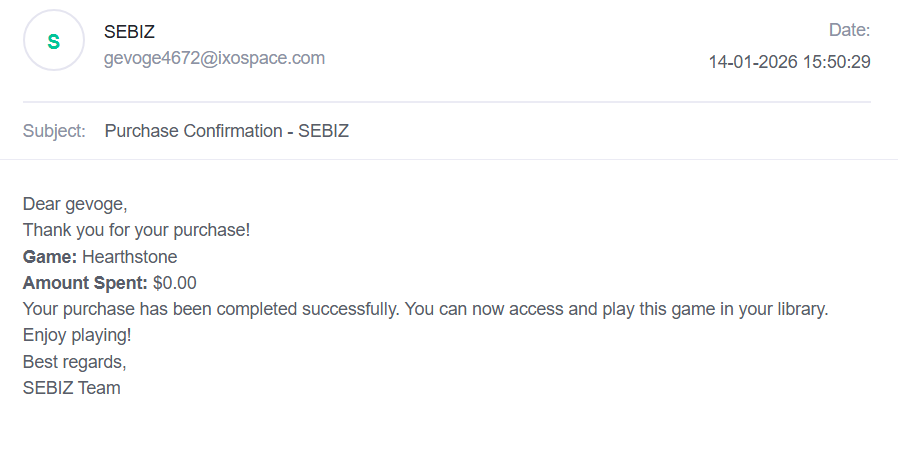 S
SEBIZ
gevoge4672@ixospace.com
Date:
14-01-2026 15:50:29
Subject: Purchase Confirmation - SEBIZ
Dear gevoge,
Thank you for your purchase!
Game: Hearthstone
Amount Spent: $0.00
Your purchase has been completed successfully. You can now access and play this game in your library.
Enjoy playing!
Best regards,
SEBIZ Team